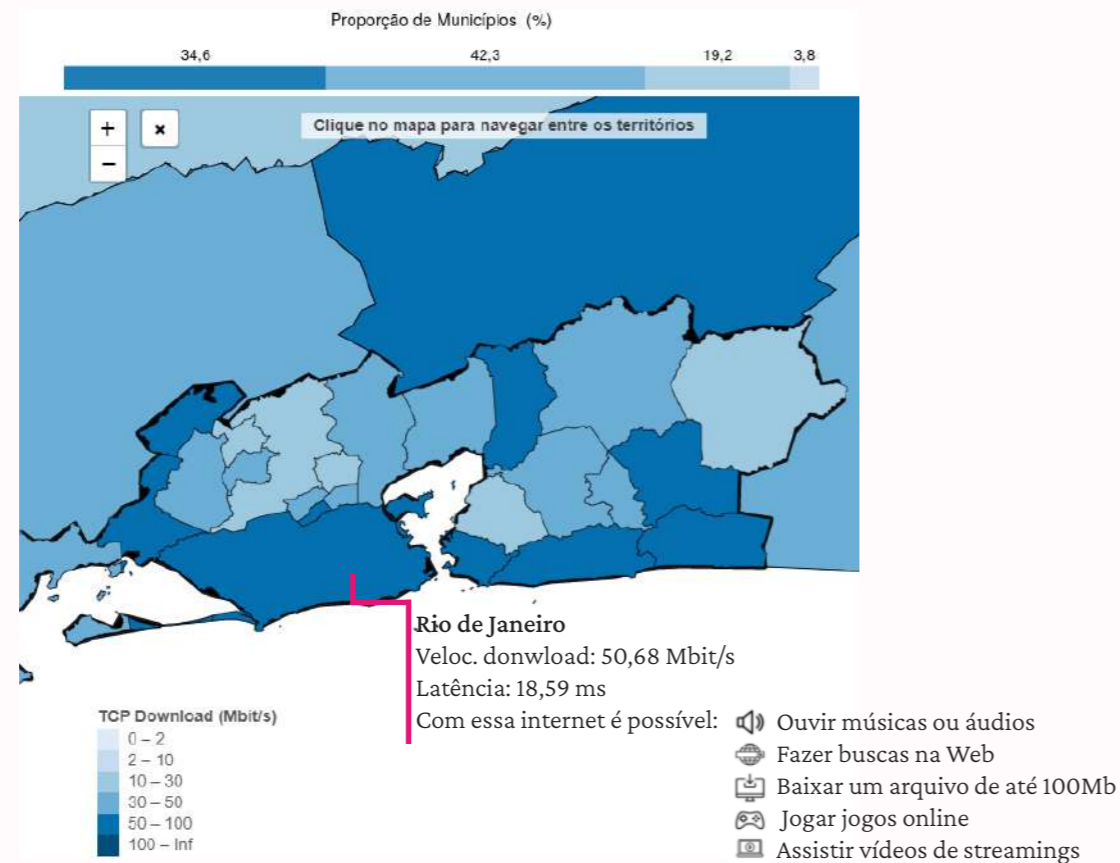 Proporção de Municípios (%)
34,6 42,3 19,2 3,8
+
×
Clique no mapa para navegar entre os territórios
−
Rio de Janeiro
Veloc. donwload: 50,68 Mbit/s
Latência: 18,59 ms
Com essa internet é possível:
Ouvir músicas ou áudios
Fazer buscas na Web
Baixar um arquivo de até 100Mb
Jogar jogos online
Assistir vídeos de streamings
TCP Download (Mbit/s)
0 – 2
2 – 10
10 – 30
30 – 50
50 – 100
100 – Inf